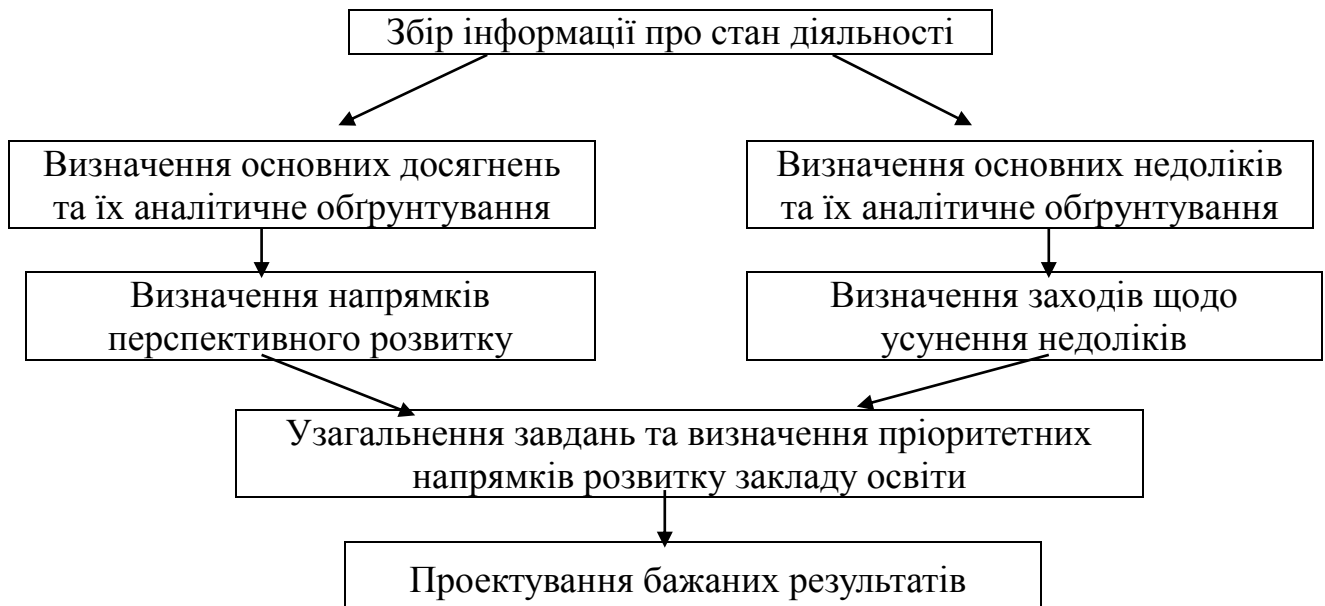 Збір інформації про стан діяльності
Визначення основних досягнень
та їх аналітичне обґрунтування
Визначення основних недоліків
та їх аналітичне обґрунтування
Визначення напрямків
перспективного розвитку
Визначення заходів щодо
усунення недоліків
Узагальнення завдань та визначення пріоритетних
напрямків розвитку закладу освіти
Проектування бажаних результатів